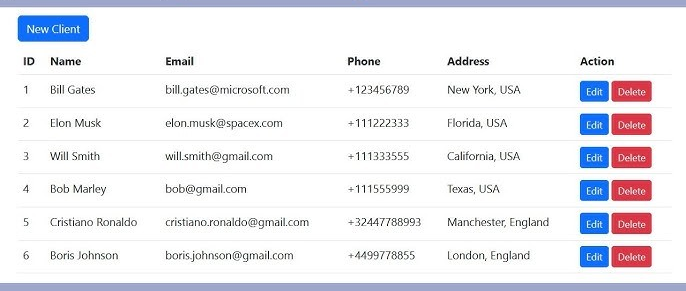 New Client
ID Name Email Phone Address Action
1 Bill Gates bill.gates@microsoft.com +123456789 New York, USA Edit Delete
2 Elon Musk elon.musk@spacex.com +111222333 Florida, USA Edit Delete
3 Will Smith will.smith@gmail.com +111333555 California, USA Edit Delete
4 Bob Marley bob@gmail.com +111555999 Texas, USA Edit Delete
5 Cristiano Ronaldo cristiano.ronaldo@gmail.com +32447788993 Manchester, England Edit Delete
6 Boris Johnson boris.johnson@gmail.com +4499778855 London, England Edit Delete